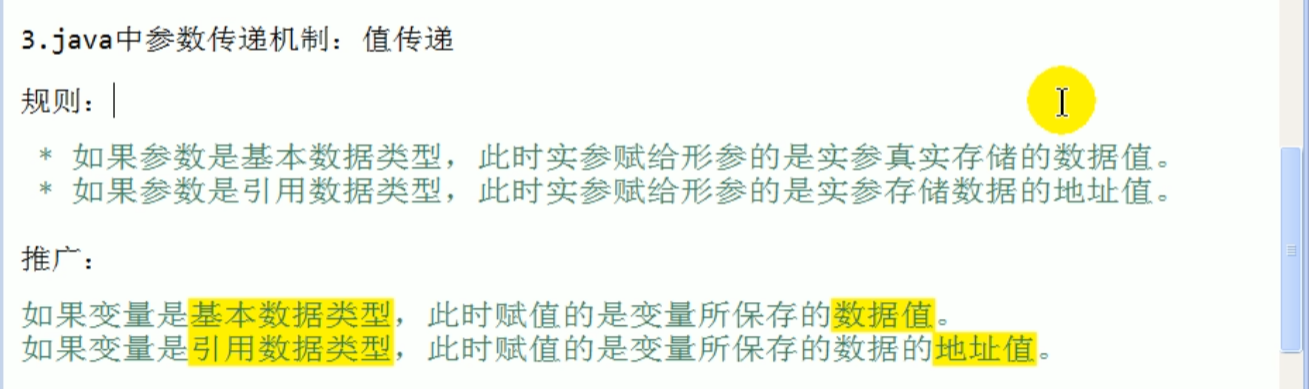 3.java中参数传递机制：值传递
规则：
* 如果参数是基本数据类型，此时实参赋给形参的是实参真实存储的数据值。
* 如果参数是引用数据类型，此时实参赋给形参的是实参存储数据的地址值。
推广：
如果变量是基本数据类型，此时赋值的是变量所保存的数据值。
如果变量是引用数据类型，此时赋值的是变量所保存的数据的地址值。